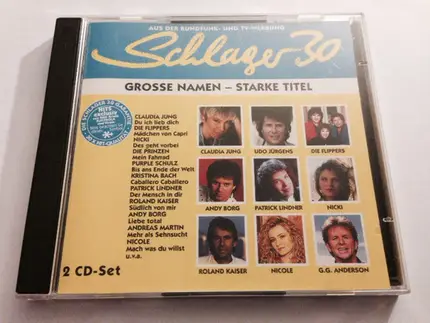 AUS DER RUNDFUNK- UND TV-WERBUNG
Schlager 30
GROSSE NAMEN – STARKE TITEL
HITS
exclusiv
CLAUDIA JUNG
Du ich lieb dich
DIE FLIPPERS
Mädchen von Capri
NICKI
Des geht vorbei
DIE PRINZEN
Mein Fahrrad
PURPLE SCHULZ
Bis ans Ende der Welt
KRISTINA BACH
Caballero Caballero
PATRICK LINDNER
Der Mensch in dir
ROLAND KAISER
Südlich von mir
ANDY BORG
Liebe total
ANDREAS MARTIN
Mehr als Sehnsucht
NICOLE
Mach was du willst
u.v.a.
CLAUDIA JUNG
UDO JÜRGENS
DIE FLIPPERS
ANDY BORG
PATRICK LINDNER
NICKI
ROLAND KAISER
NICOLE
G.G. ANDERSON
2 CD-Set